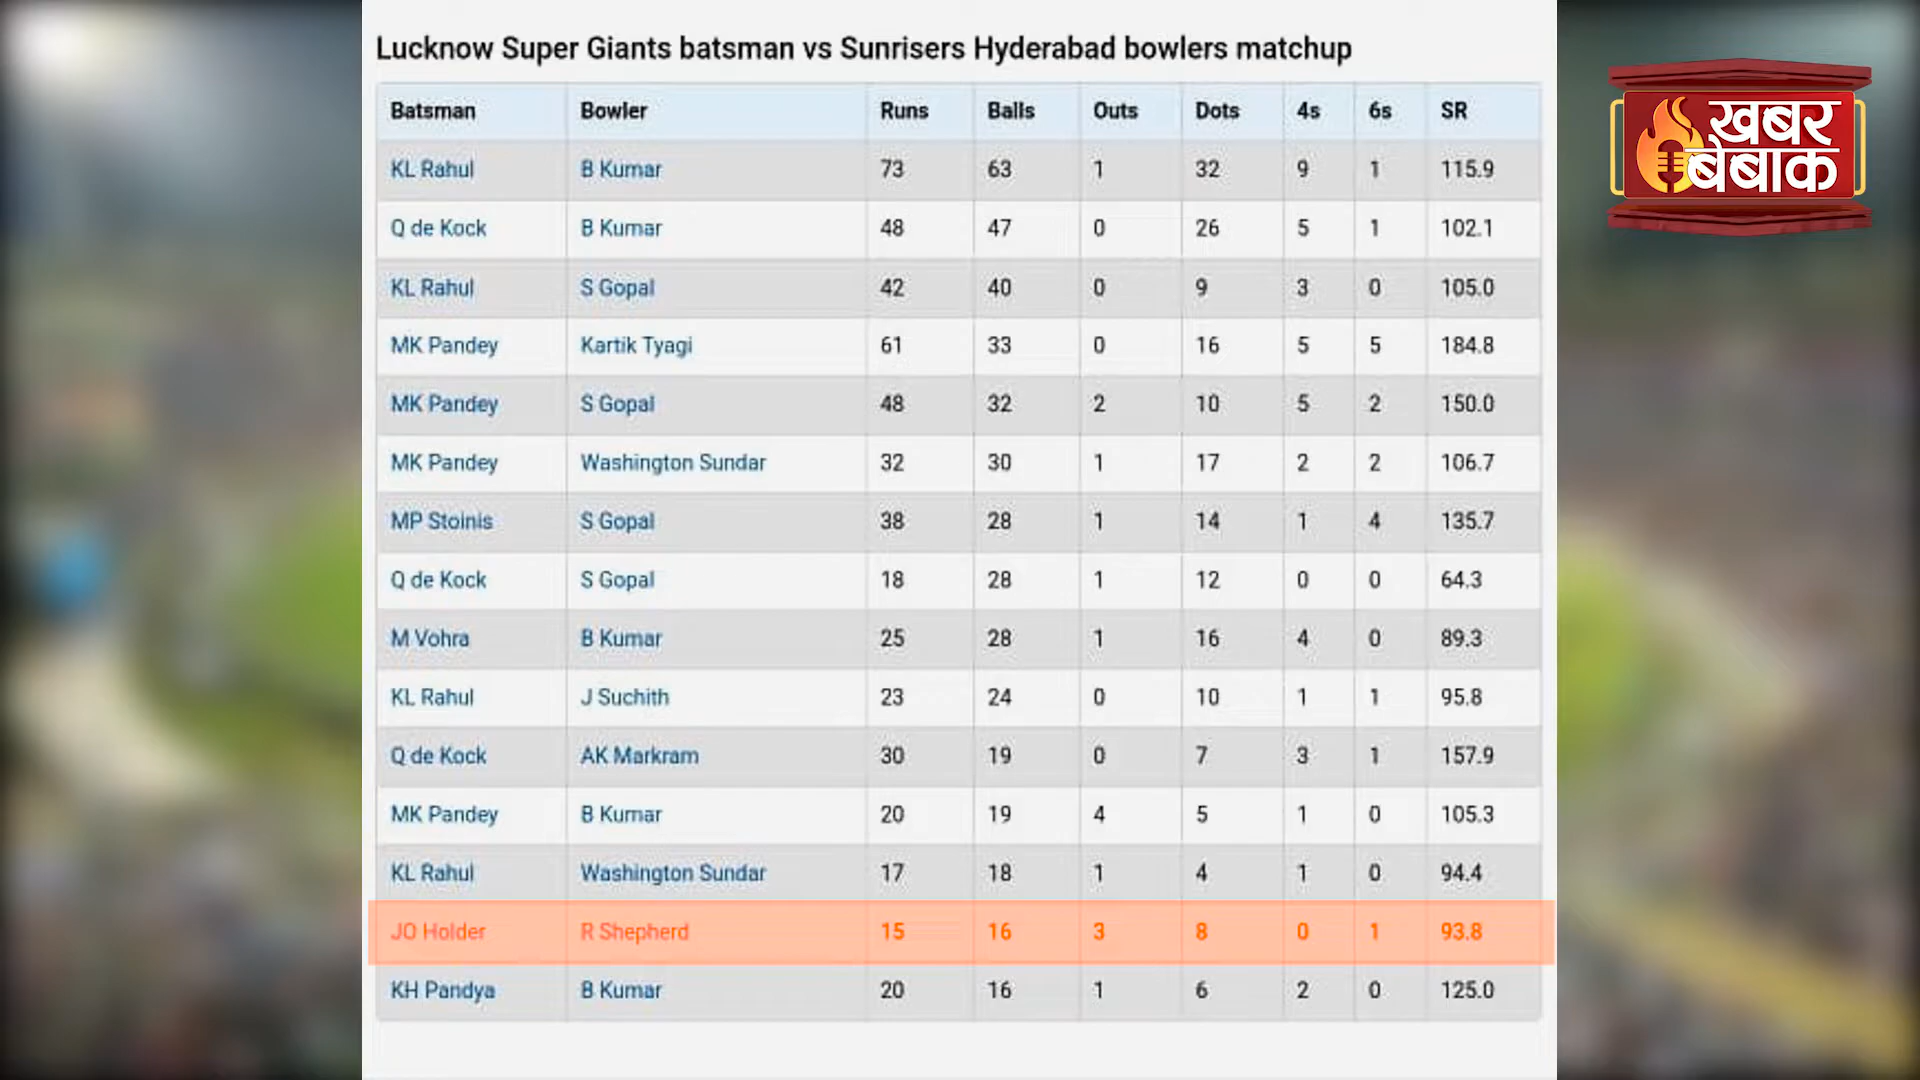 Lucknow Super Giants batsman vs Sunrisers Hyderabad bowlers matchup
Batsman Bowler Runs Balls Outs Dots 4s 6s SR
KL Rahul B Kumar 73 63 1 32 9 1 115.9
Q de Kock B Kumar 48 47 0 26 5 1 102.1
KL Rahul S Gopal 42 40 0 9 3 0 105.0
MK Pandey Kartik Tyagi 61 33 0 16 5 5 184.8
MK Pandey S Gopal 48 32 2 10 5 2 150.0
MK Pandey Washington Sundar 32 30 1 17 2 2 106.7
MP Stoinis S Gopal 38 28 1 14 1 4 135.7
Q de Kock S Gopal 18 28 1 12 0 0 64.3
M Vohra B Kumar 25 28 1 16 4 0 89.3
KL Rahul J Suchith 23 24 0 10 1 1 95.8
Q de Kock AK Markram 30 19 0 7 3 1 157.9
MK Pandey B Kumar 20 19 4 5 1 0 105.3
KL Rahul Washington Sundar 17 18 1 4 1 0 94.4
JO Holder R Shepherd 15 16 3 8 0 1 93.8
KH Pandya B Kumar 20 16 1 6 2 0 125.0
खबर
बेबाक